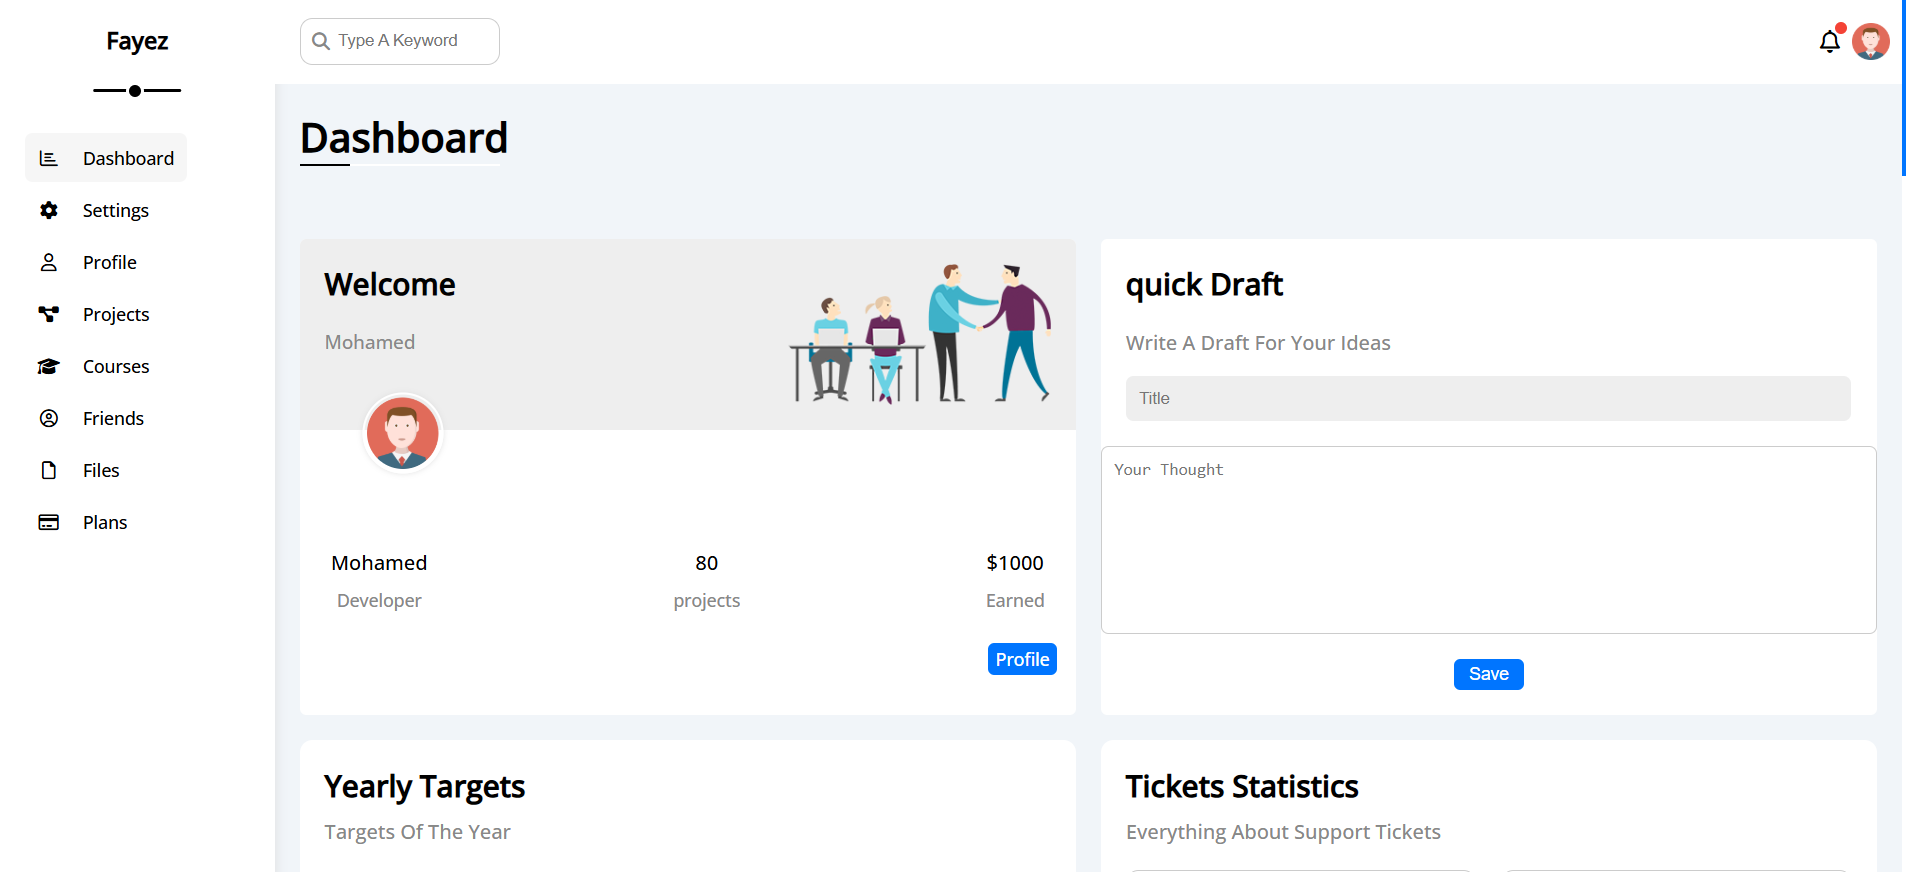 Fayez
Type A Keyword
Dashboard
Settings
Profile
Projects
Courses
Friends
Files
Plans
Dashboard
Welcome
Mohamed
Mohamed
Developer
80
projects
$1000
Earned
Profile
quick Draft
Write A Draft For Your Ideas
Title
Your Thought
Save
Yearly Targets
Targets Of The Year
Tickets Statistics
Everything About Support Tickets